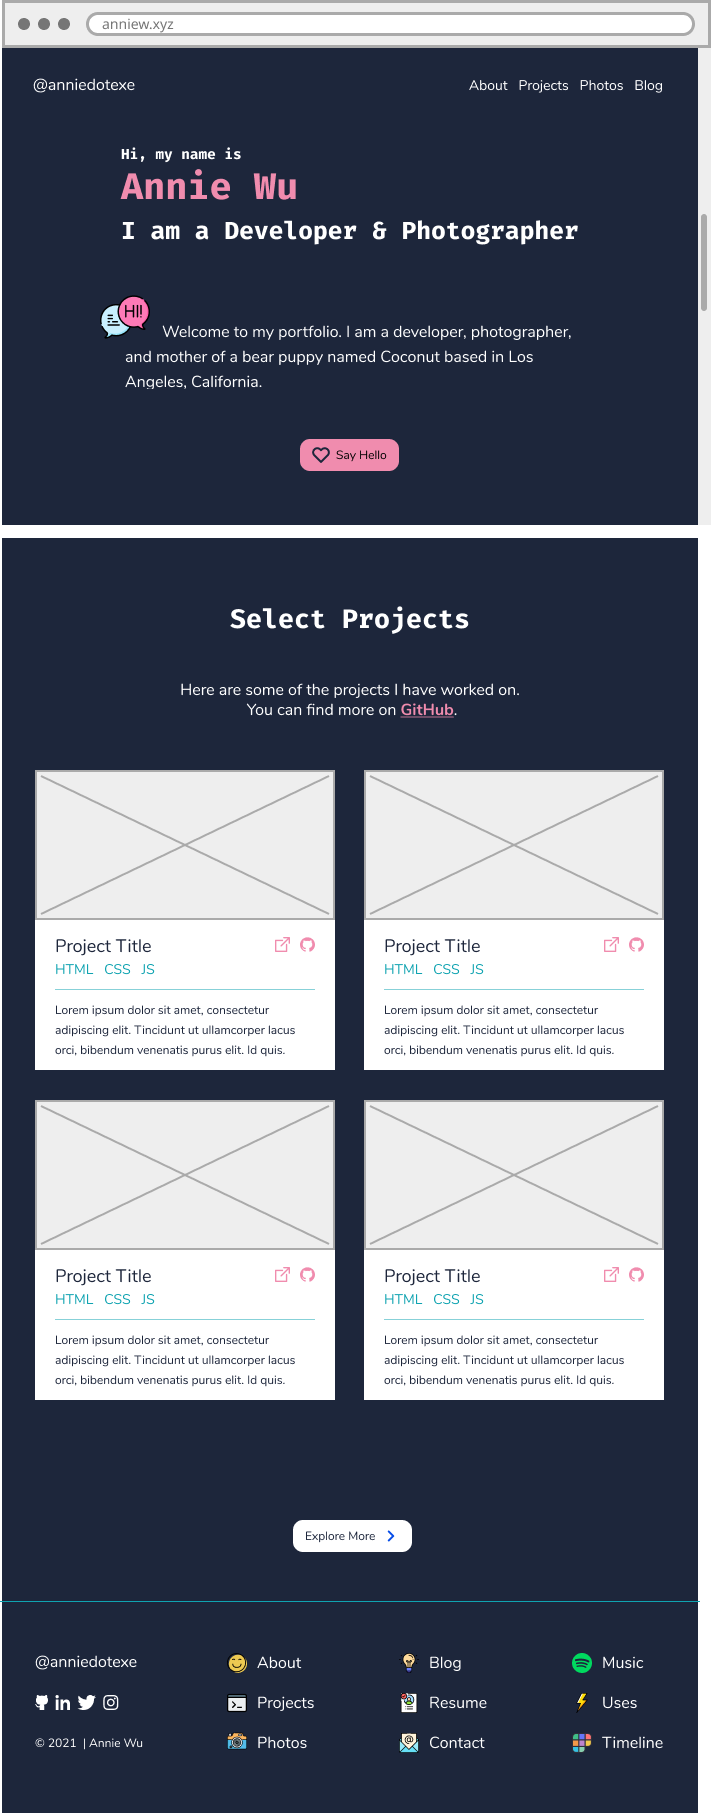 anniew.xyz
@anniedotexe
About Projects Photos Blog
Hi, my name is
Annie Wu
I am a Developer & Photographer
HI!
Welcome to my portfolio. I am a developer, photographer,
and mother of a bear puppy named Coconut based in Los
Angeles, California.
Say Hello
Select Projects
Here are some of the projects I have worked on.
You can find more on GitHub.
Project Title
HTML CSS JS
Lorem ipsum dolor sit amet, consectetur
adipiscing elit. Tincidunt ut ullamcorper lacus
orci, bibendum venenatis purus elit. Id quis.
Project Title
HTML CSS JS
Lorem ipsum dolor sit amet, consectetur
adipiscing elit. Tincidunt ut ullamcorper lacus
orci, bibendum venenatis purus elit. Id quis.
Project Title
HTML CSS JS
Lorem ipsum dolor sit amet, consectetur
adipiscing elit. Tincidunt ut ullamcorper lacus
orci, bibendum venenatis purus elit. Id quis.
Project Title
HTML CSS JS
Lorem ipsum dolor sit amet, consectetur
adipiscing elit. Tincidunt ut ullamcorper lacus
orci, bibendum venenatis purus elit. Id quis.
Explore More
@anniedotexe
© 2021 | Annie Wu
About
Projects
Photos
Blog
Resume
Contact
Music
Uses
Timeline